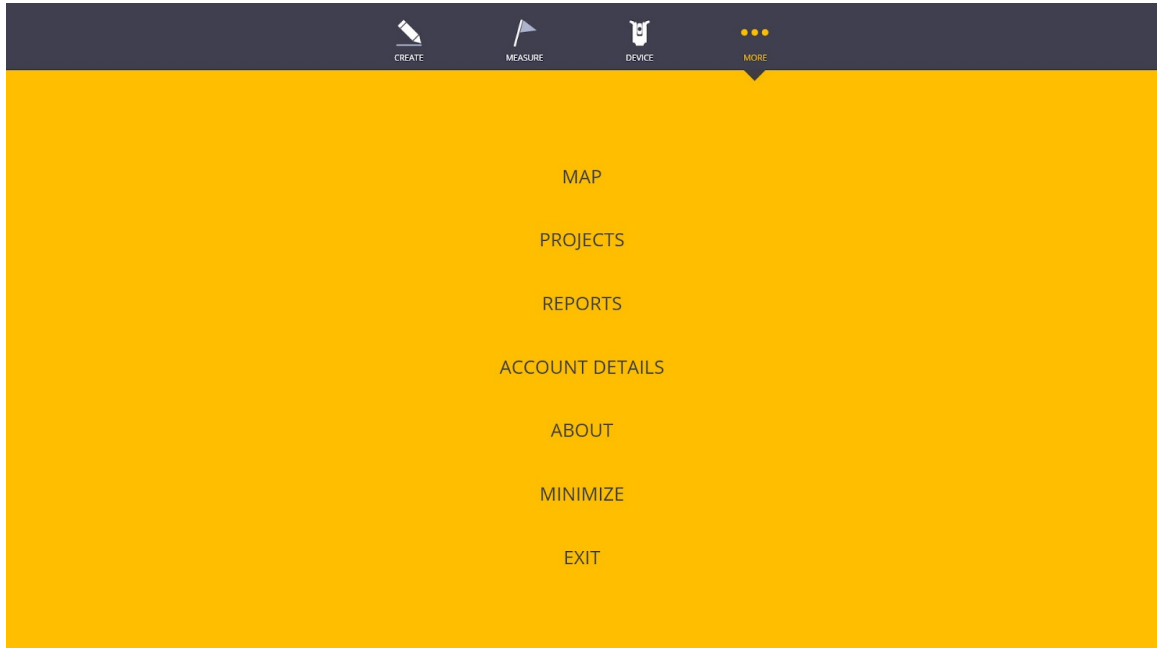 CREATE
MEASURE
DEVICE
MORE
MAP
PROJECTS
REPORTS
ACCOUNT DETAILS
ABOUT
MINIMIZE
EXIT